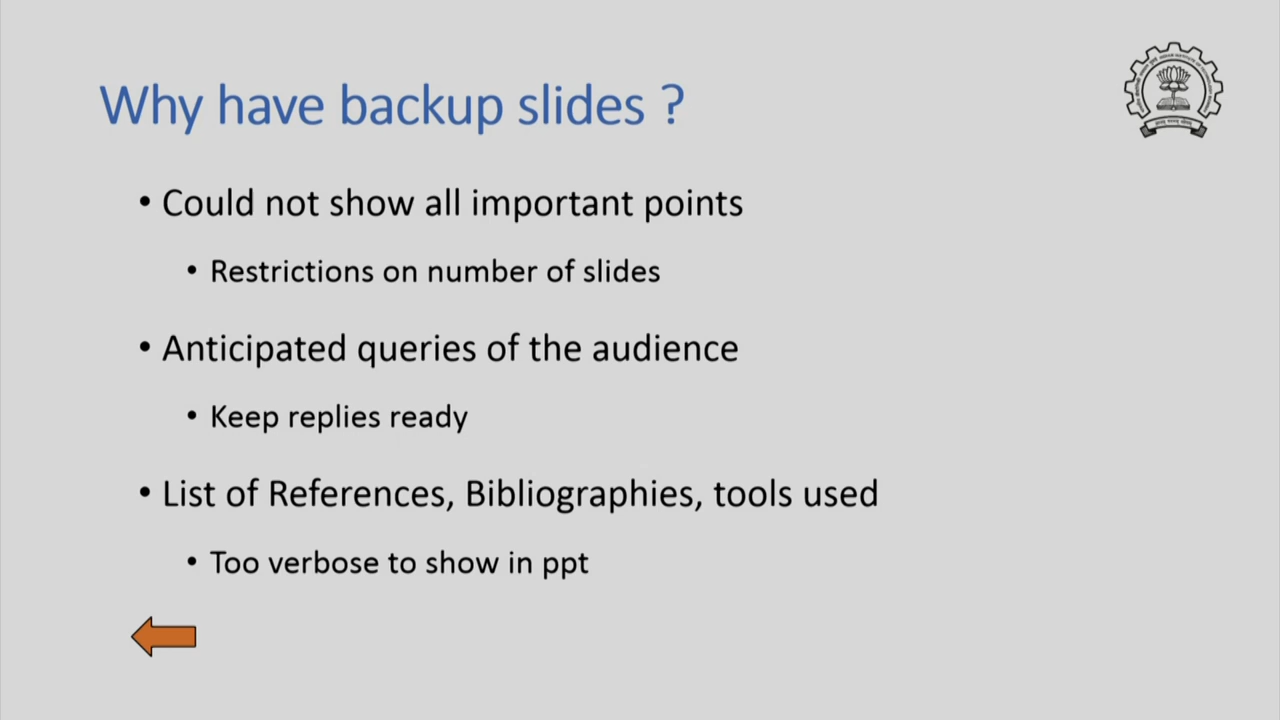 Why have backup slides ?
• Could not show all important points
• Restrictions on number of slides
• Anticipated queries of the audience
• Keep replies ready
• List of References, Bibliographies, tools used
• Too verbose to show in ppt